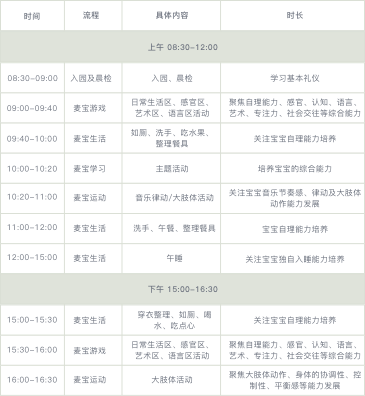 时间 流程 具体内容 时长
上午 08:30-12:00
08:30-09:00 入园及晨检 入园、晨检 学习基本礼仪
09:00-09:40 麦宝游戏 日常生活区、感官区、艺术区、语言区活动 聚焦自理能力、感官、认知、语言、艺术、专注力、社会交往等综合能力
09:40-10:00 麦宝生活 如厕、洗手、吃水果、整理餐具 关注宝宝自理能力培养
10:00-10:20 麦宝学习 主题活动 培养宝宝的综合能力
10:20-11:00 麦宝运动 音乐律动/大肢体活动 关注宝宝音乐节奏感、律动及大肢体动作能力发展
11:00-12:00 麦宝生活 洗手、午餐、整理餐具 宝宝自理能力培养
12:00-15:00 麦宝生活 午睡 关注宝宝独自入睡能力培养
下午 15:00-16:30
15:00-15:30 麦宝生活 穿衣整理、如厕、喝水、吃点心 关注宝宝自理能力培养
15:30-16:00 麦宝游戏 日常生活区、感官区、艺术区、语言区活动 聚焦自理能力、感官、认知、语言、艺术、专注力、社会交往等综合能力
16:00-16:30 麦宝运动 大肢体活动 聚焦大肢体动作、身体的协调性、控制性、平衡感等能力发展